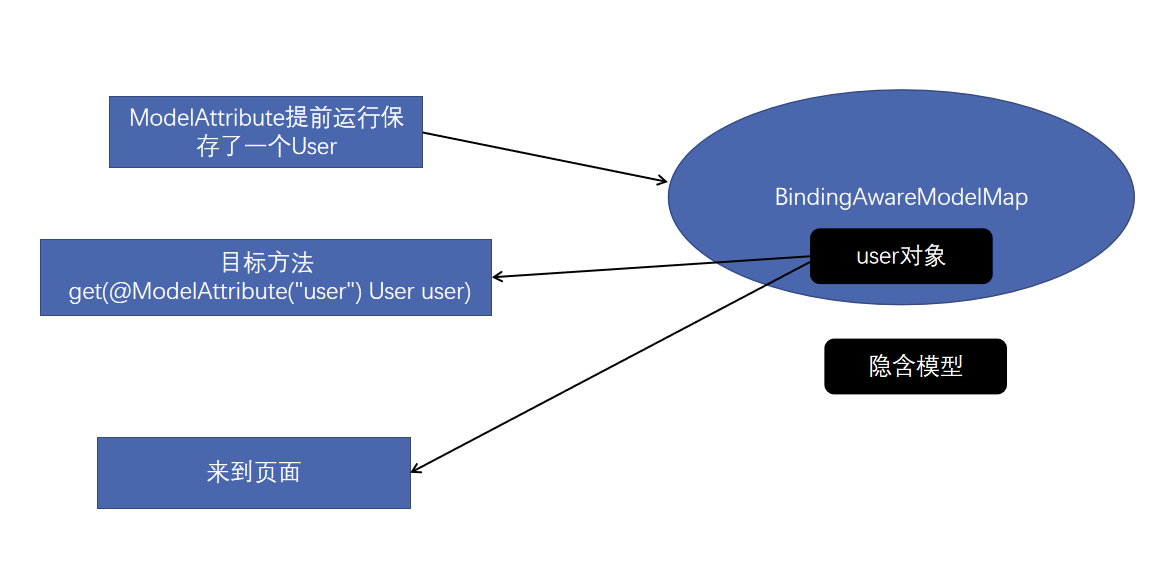 ModelAttribute提前运行保
存了一个User
BindingAwareModelMap
user对象
目标方法
get(@ModelAttribute("user") User user)
隐含模型
来到页面